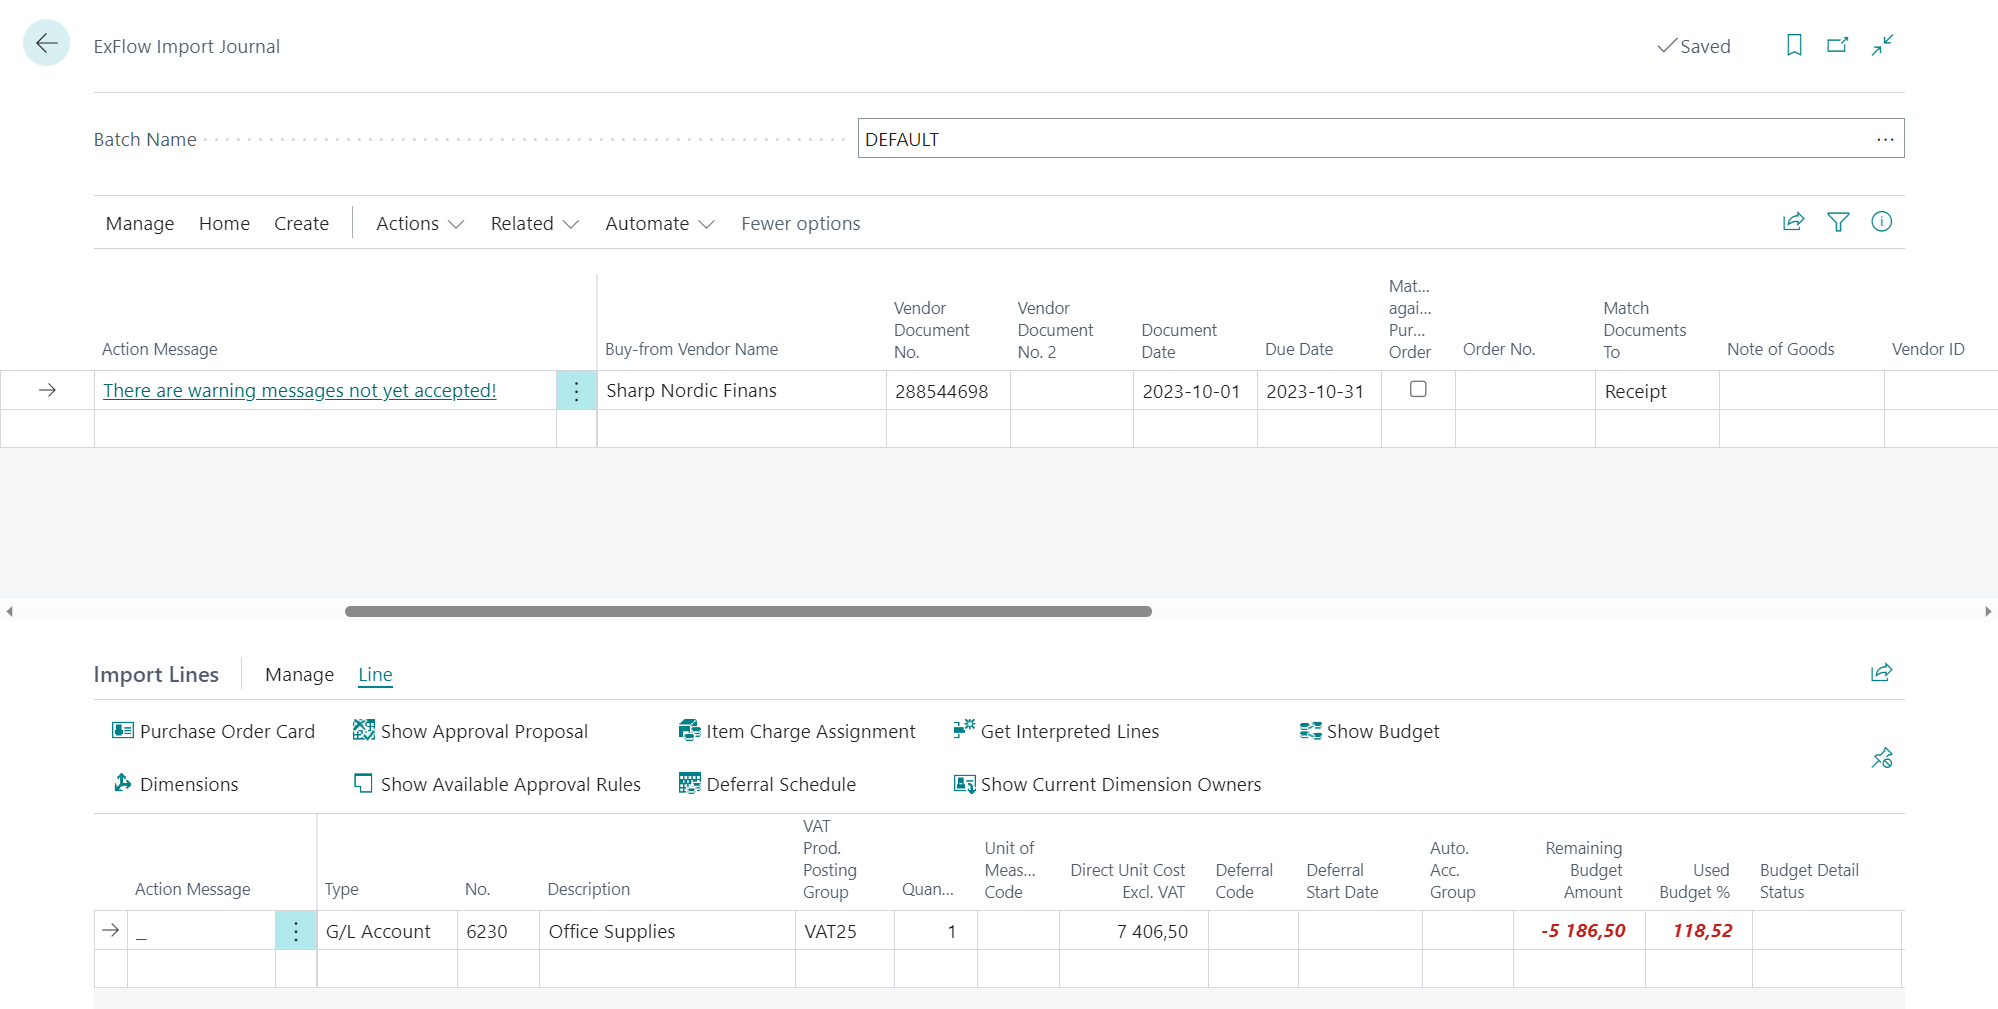 ExFlow Import Journal
Saved
Batch Name
DEFAULT
Manage Home Create Actions Related Automate Fewer options
Action Message
Buy-from Vendor Name
Vendor
Document
No.
Vendor
Document
No. 2
Document
Date
Due Date
Mat...
agai...
Pur...
Order
Order No.
Match
Documents
To
Note of Goods
Vendor ID
There are warning messages not yet accepted! Sharp Nordic Finans 288544698 2023-10-01 2023-10-31 Receipt
Import Lines Manage Line
Purchase Order Card Show Approval Proposal Item Charge Assignment Get Interpreted Lines Show Budget
Dimensions Show Available Approval Rules Deferral Schedule Show Current Dimension Owners
Action Message
Type
No.
Description
VAT
Prod.
Posting
Group
Quan...
Unit of
Meas...
Code
Direct Unit Cost
Excl. VAT
Deferral
Code
Deferral
Start Date
Auto.
Acc.
Group
Remaining
Budget
Amount
Used
Budget %
Budget Detail
Status
_ G/L Account 6230 Office Supplies VAT25 1 7 406,50 -5 186,50 118,52